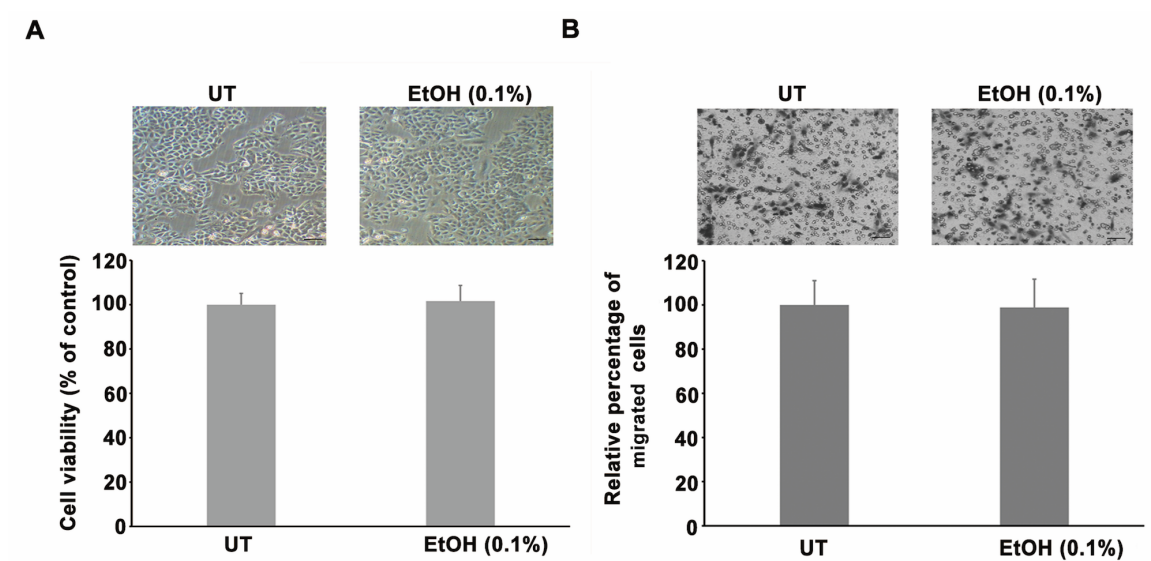 A
UT
EtOH (0.1%)
Cell viability (% of control)
120
100
80
60
40
20
0
UT
EtOH (0.1%)
B
UT
EtOH (0.1%)
Relative percentage of
migrated cells
120
100
80
60
40
20
0
UT
EtOH (0.1%)